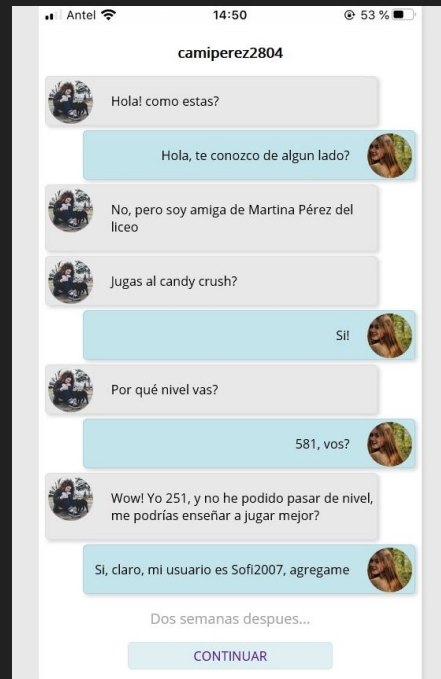 Antel 14:50 53 %
camiperez2804
Hola! como estas?
Hola, te conozco de algun lado?
No, pero soy amiga de Martina Pérez del
liceo
Jugas al candy crush?
Si!
Por qué nivel vas?
581, vos?
Wow! Yo 251, y no he podido pasar de nivel,
me podrías enseñar a jugar mejor?
Si, claro, mi usuario es Sofi2007, agregame
Dos semanas despues...
CONTINUAR